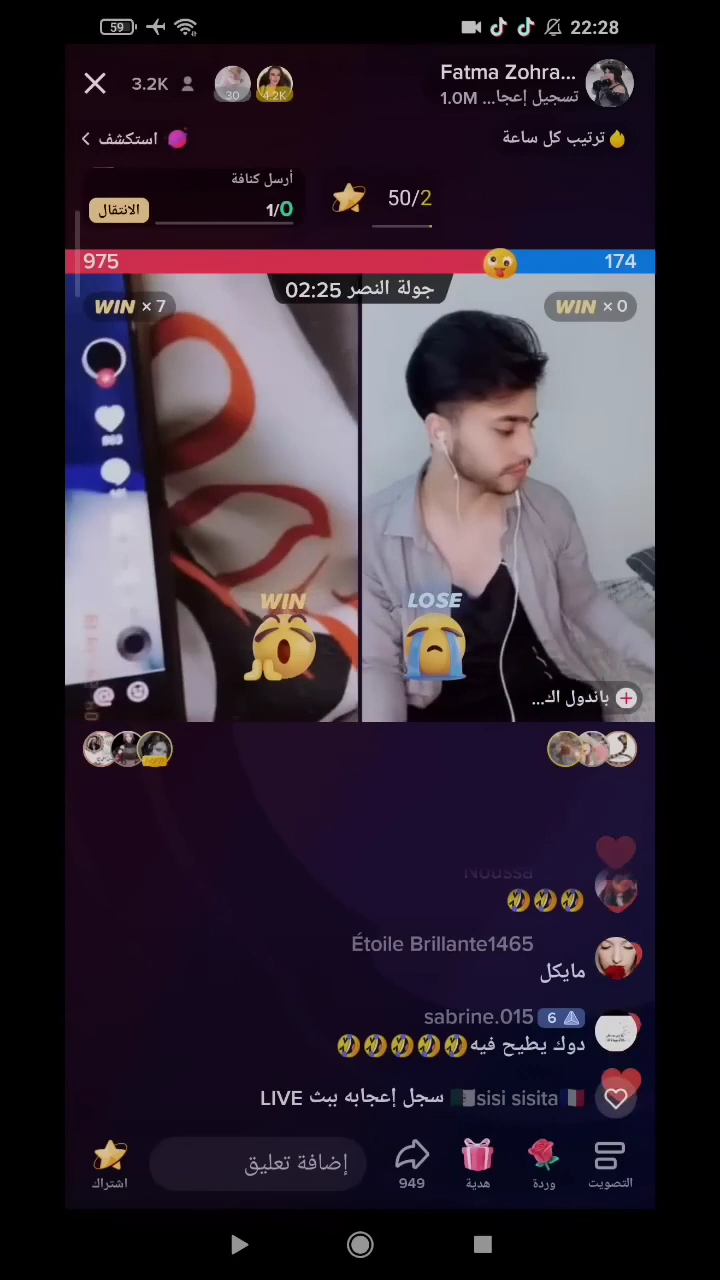 59
22:28
3.2K
30
4.2K
Fatma Zohra...
تسجيل إعجا... 1.0M
استكشف
ترتيب كل ساعة
أرسل كنافة
الانتقال
1/0
50/2
975
174
جولة النصر 02:25
WIN × 7
WIN × 0
WIN
LOSE
باندول اك...
Noussa
🤣🤣🤣
Étoile Brillante1465
مايكل
sabrine.015 6
دوك يطيح فيه🤣🤣🤣🤣🤣
🇫🇷sisi sisita🇩🇿 سجل إعجابه ببث LIVE
اشتراك
إضافة تعليق
949
هدية
وردة
التصويت